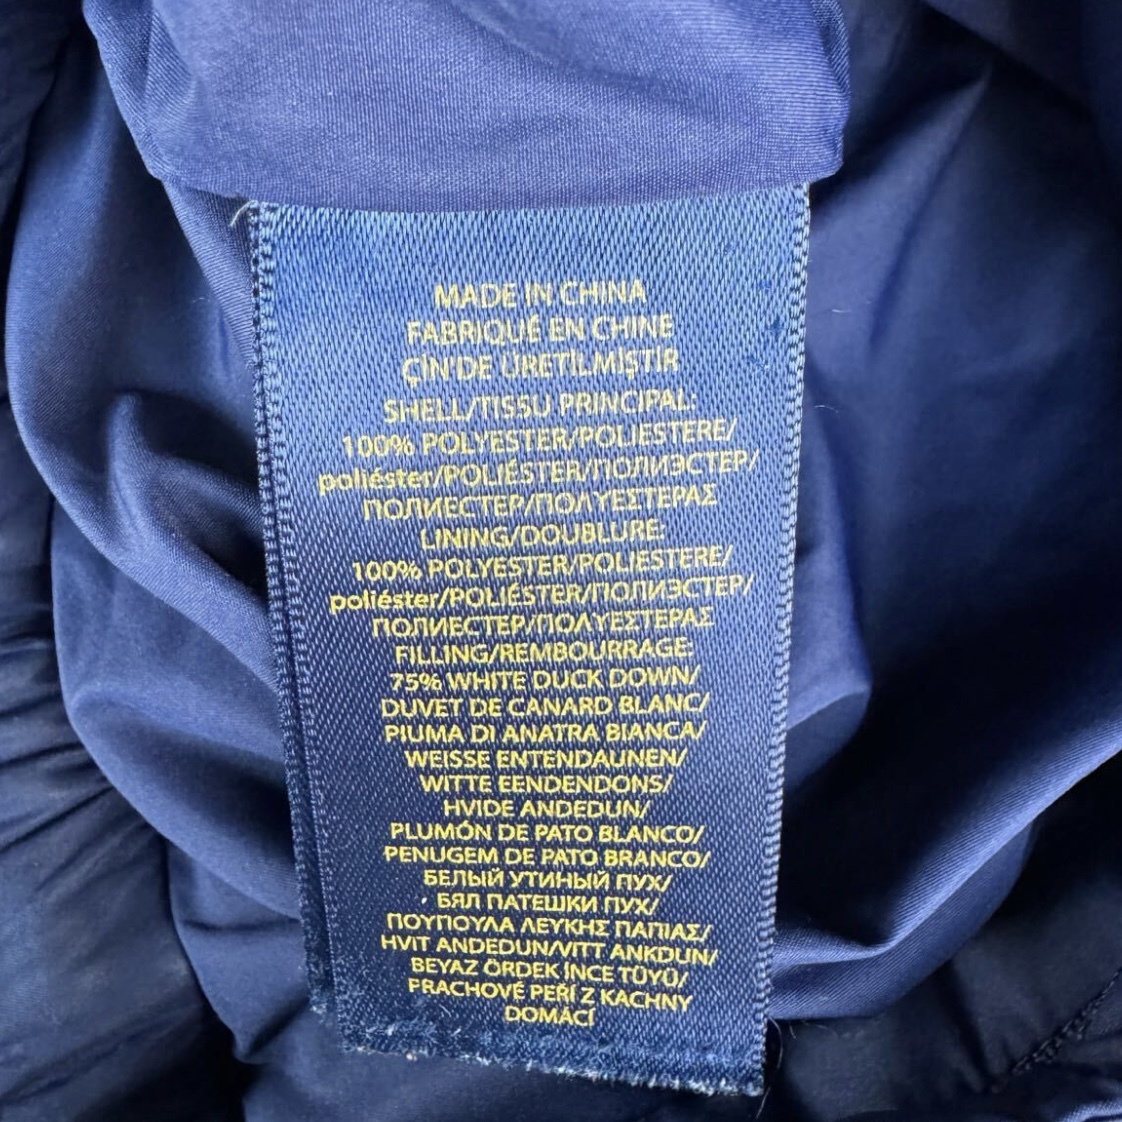 MADE IN CHINA
FABRIQUÉ EN CHINE
ÇİN'DE ÜRETİLMİŞTİR
SHELL/TISSU PRINCIPAL:
100% POLYESTER/POLIESTERE/
poliéster/POLIÉSTER/ПОЛИЭСТЕР/
ПОЛИЕСТЕР/ΠΟΛΥΕΣΤΕΡΑΣ
LINING/DOUBLURE:
100% POLYESTER/POLIESTERE/
poliéster/POLIÉSTER/ПОЛИЭСТЕР/
ПОЛИЕСТЕР/ΠΟΛΥΕΣΤΕΡΑΣ
FILLING/REMBOURRAGE:
75% WHITE DUCK DOWN/
DUVET DE CANARD BLANC/
PIUMA DI ANATRA BIANCA/
WEISSE ENTENDAUNEN/
WITTE EENDENDONS/
HVIDE ANDEDUN/
PLUMÓN DE PATO BLANCO/
PENUGEM DE PATO BRANCO/
БЕЛЫЙ УТИНЫЙ ПУХ/
БЯЛ ПАТЕШКИ ПУХ/
ΠΟΥΠΟΥΛΑ ΛΕΥΚΗΣ ΠΑΠΙΑΣ/
HVIT ANDEDUN/VITT ANKDUN/
BEYAZ ÖRDEK İNCE TÜYÜ/
PRACHOVÉ PEŘÍ Z KACHNY
DOMÁCÍ